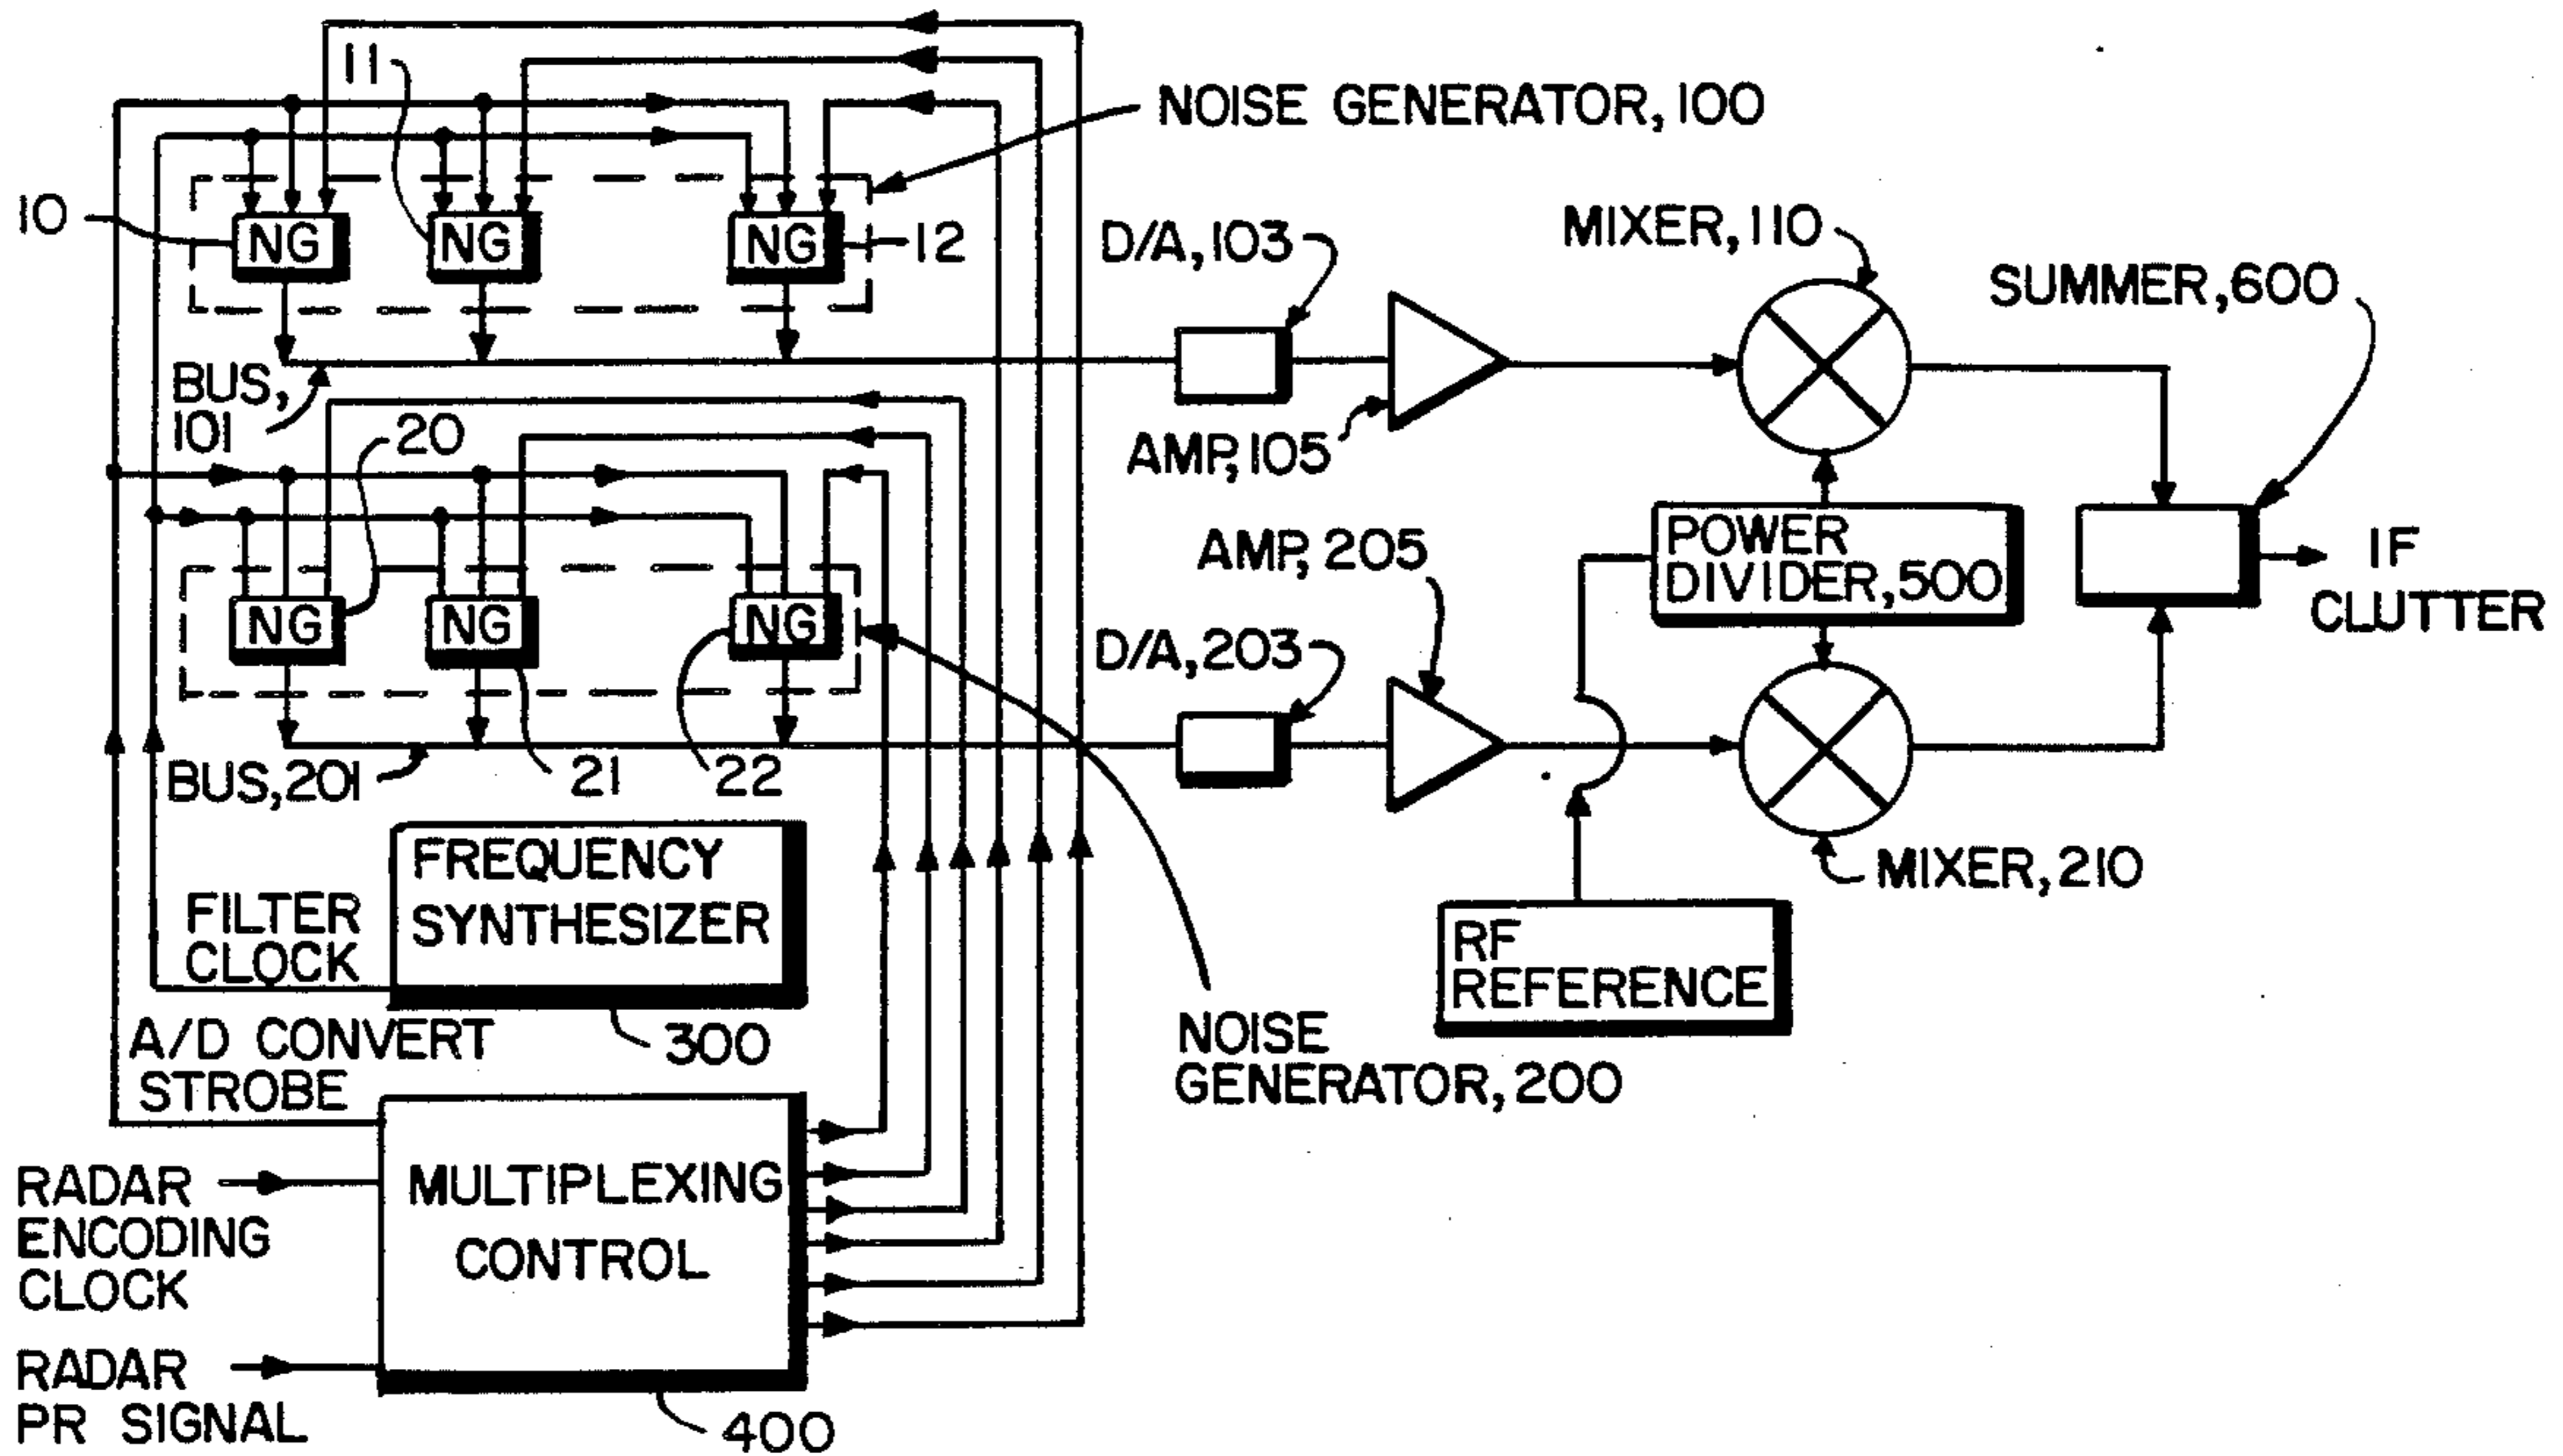 11
NOISE GENERATOR, 100
10
NG
NG
NG
12
D/A, 103
MIXER, 110
SUMMER, 600
BUS,
101
20
AMP, 105
POWER
DIVIDER, 500
AMP, 205
IF
CLUTTER
NG
NG
NG
D/A, 203
BUS, 201
21
22
MIXER, 210
FREQUENCY
SYNTHESIZER
FILTER
CLOCK
RF
REFERENCE
A/D CONVERT
STROBE
300
NOISE
GENERATOR, 200
MULTIPLEXING
CONTROL
RADAR
ENCODING
CLOCK
RADAR
PR SIGNAL
400